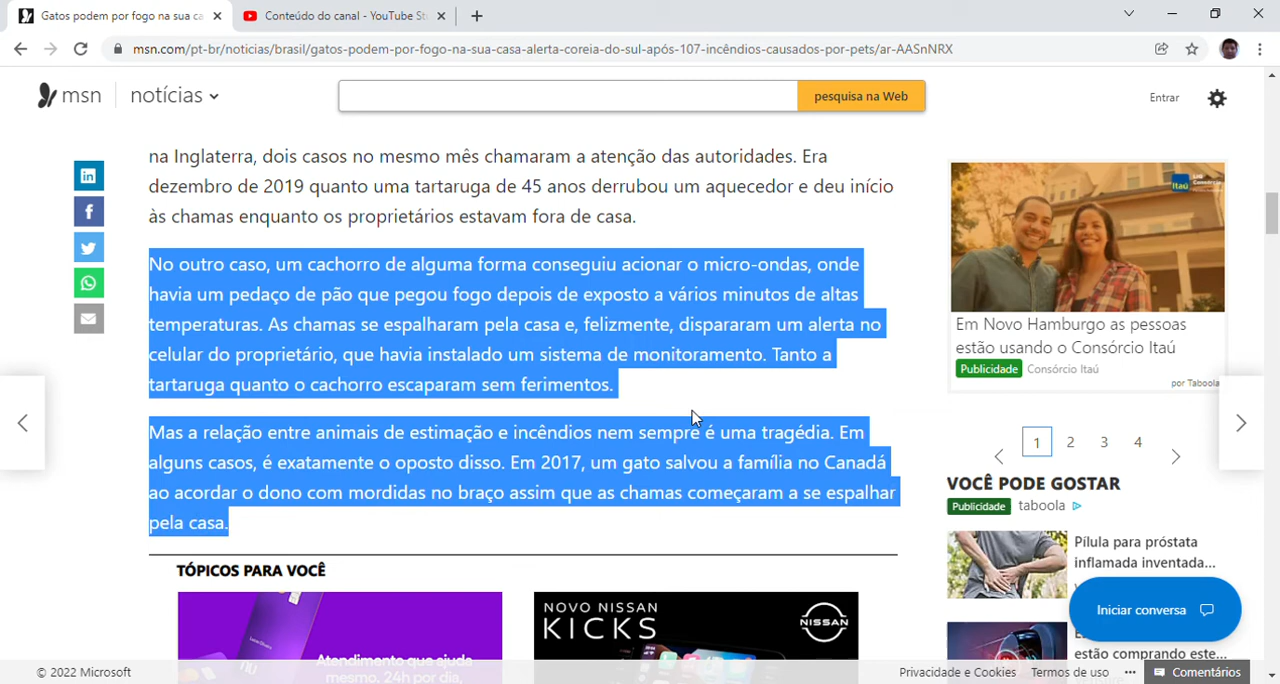 Gatos podem por fogo na sua ca
Conteúdo do canal - YouTube St
msn.com/pt-br/noticias/brasil/gatos-podem-por-fogo-na-sua-casa-alerta-coreia-do-sul-após-107-incêndios-causados-por-pets/ar-AASnNRX
msn notícias
pesquisa na Web
Entrar
na Inglaterra, dois casos no mesmo mês chamaram a atenção das autoridades. Era
dezembro de 2019 quanto uma tartaruga de 45 anos derrubou um aquecedor e deu início
às chamas enquanto os proprietários estavam fora de casa.
No outro caso, um cachorro de alguma forma conseguiu acionar o micro-ondas, onde
havia um pedaço de pão que pegou fogo depois de exposto a vários minutos de altas
temperaturas. As chamas se espalharam pela casa e, felizmente, dispararam um alerta no
celular do proprietário, que havia instalado um sistema de monitoramento. Tanto a
tartaruga quanto o cachorro escaparam sem ferimentos.
Mas a relação entre animais de estimação e incêndios nem sempre é uma tragédia. Em
alguns casos, é exatamente o oposto disso. Em 2017, um gato salvou a família no Canadá
ao acordar o dono com mordidas no braço assim que as chamas começaram a se espalhar
pela casa.
TÓPICOS PARA VOCÊ
Atendimento que ajuda
mesmo, 24h por dia,
NOVO NISSAN
KICKS
NISSAN
Itaú
Em Novo Hamburgo as pessoas
estão usando o Consórcio Itaú
Publicidade Consórcio Itaú
por Taboola
1 2 3 4
VOCÊ PODE GOSTAR
Publicidade taboola
Pílula para próstata
inflamada inventada...
Iniciar conversa
estão comprando este...
© 2022 Microsoft
Privacidade e Cookies Termos de uso ... Comentários